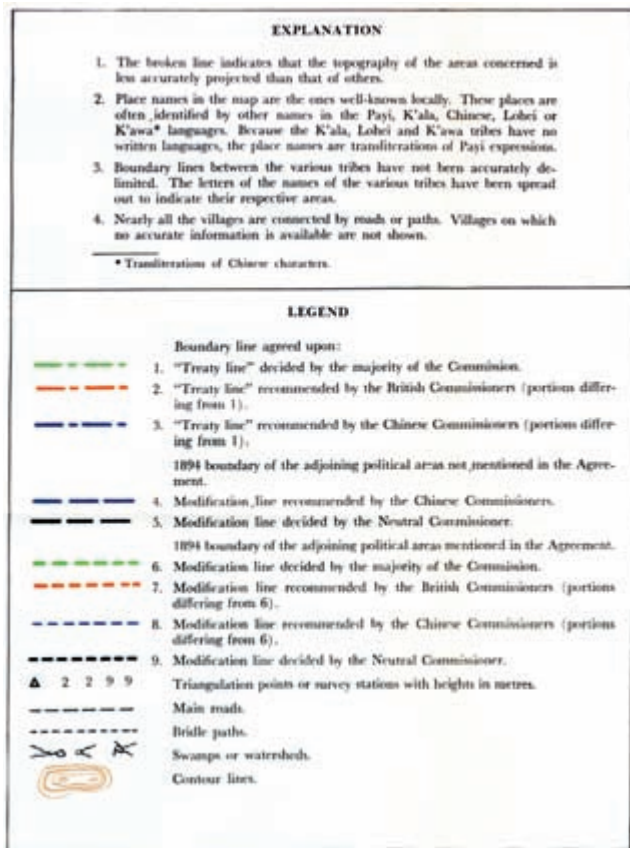 EXPLANATION
1. The broken line indicates that the topography of the areas concerned is
less accurately projected than that of others.
2. Place names in the map are the ones well-known locally. These places are
often identified by other names in the Payi, K'ala, Chinese, Lohei or
K'awa* languages. Because the K'ala, Lohei and K'awa tribes have no
written languages, the place names are transliterations of Payi expressions.
3. Boundary lines between the various tribes have not been accurately de-
limited. The letters of the names of the various tribes have been spread
out to indicate their respective areas.
4. Nearly all the villages are connected by roads or paths. Villages on which
no accurate information is available are not shown.
* Transliterations of Chinese characters.
LEGEND
Boundary line agreed upon:
1. "Treaty line" decided by the majority of the Commission.
2. "Treaty line" recommended by the British Commissioners (portions differ-
ing from 1).
3. "Treaty line" recommended by the Chinese Commissioners (portions differ-
ing from 1).
1894 boundary of the adjoining political areas not mentioned in the Agree-
ment.
4. Modification line recommended by the Chinese Commissioners.
5. Modification line decided by the Neutral Commissioner.
1894 boundary of the adjoining political areas mentioned in the Agreement.
6. Modification line decided by the majority of the Commission.
7. Modification line recommended by the British Commissioners (portions
differing from 6).
8. Modification line recommended by the Chinese Commissioners (portions
differing from 6).
9. Modification line decided by the Neutral Commissioner.
2 2 9 9 Triangulation points or survey stations with heights in metres.
Main roads.
Bridle paths.
Swamps or watersheds.
Contour lines.